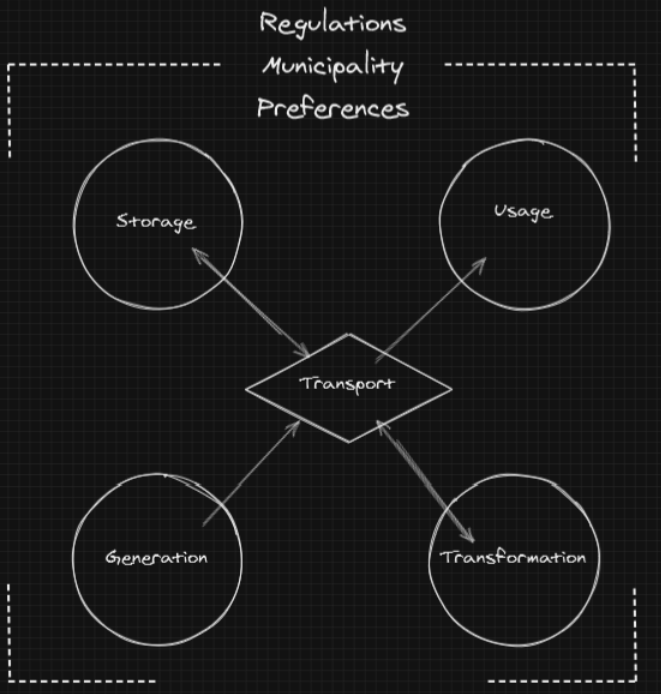 Regulations
Municipality
Preferences
Storage
Usage
Transport
Generation
Transformation